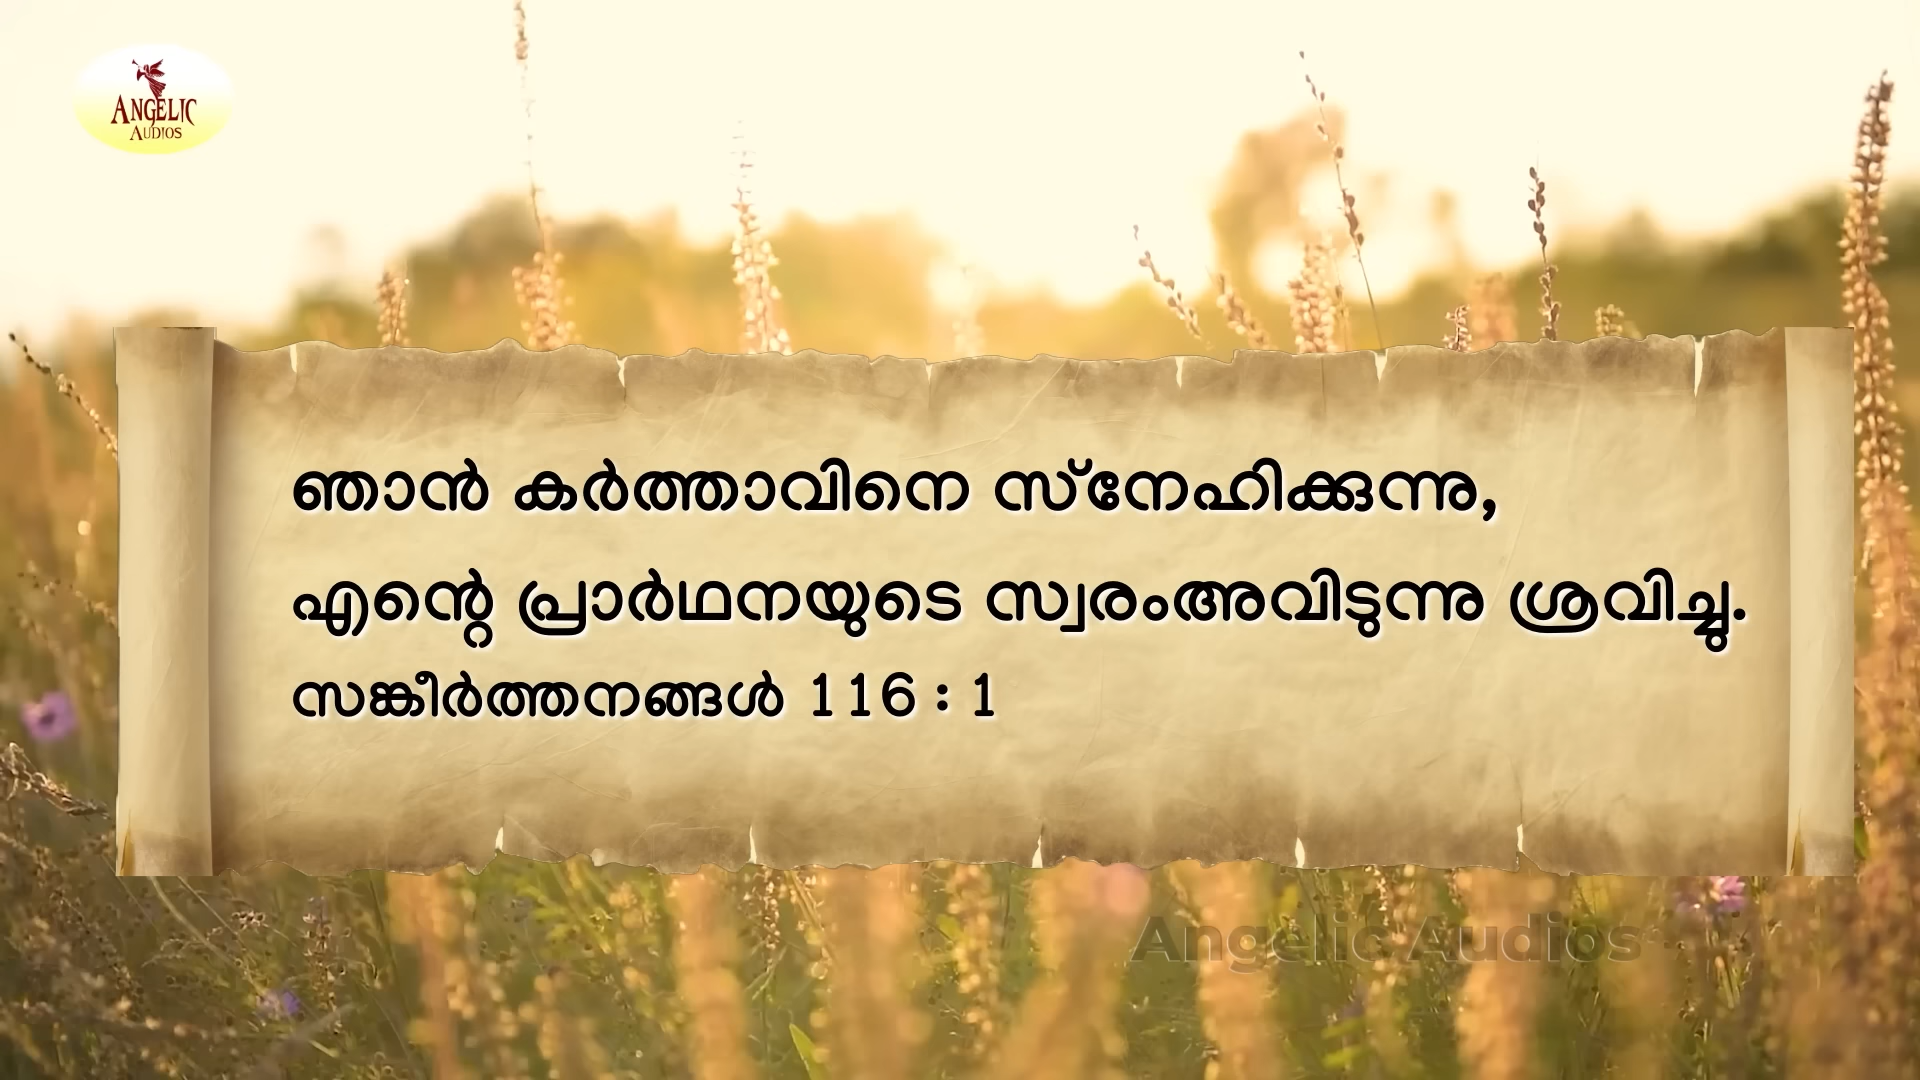 ANGELIC
AUDIOS
ഞാൻ കർത്താവിനെ സ്നേഹിക്കുന്നു,
എന്റെ പ്രാർഥനയുടെ സ്വരംഅവിടുന്നു ശ്രവിച്ചു.
സങ്കീർത്തനങ്ങൾ 116 : 1
Angelic Audios